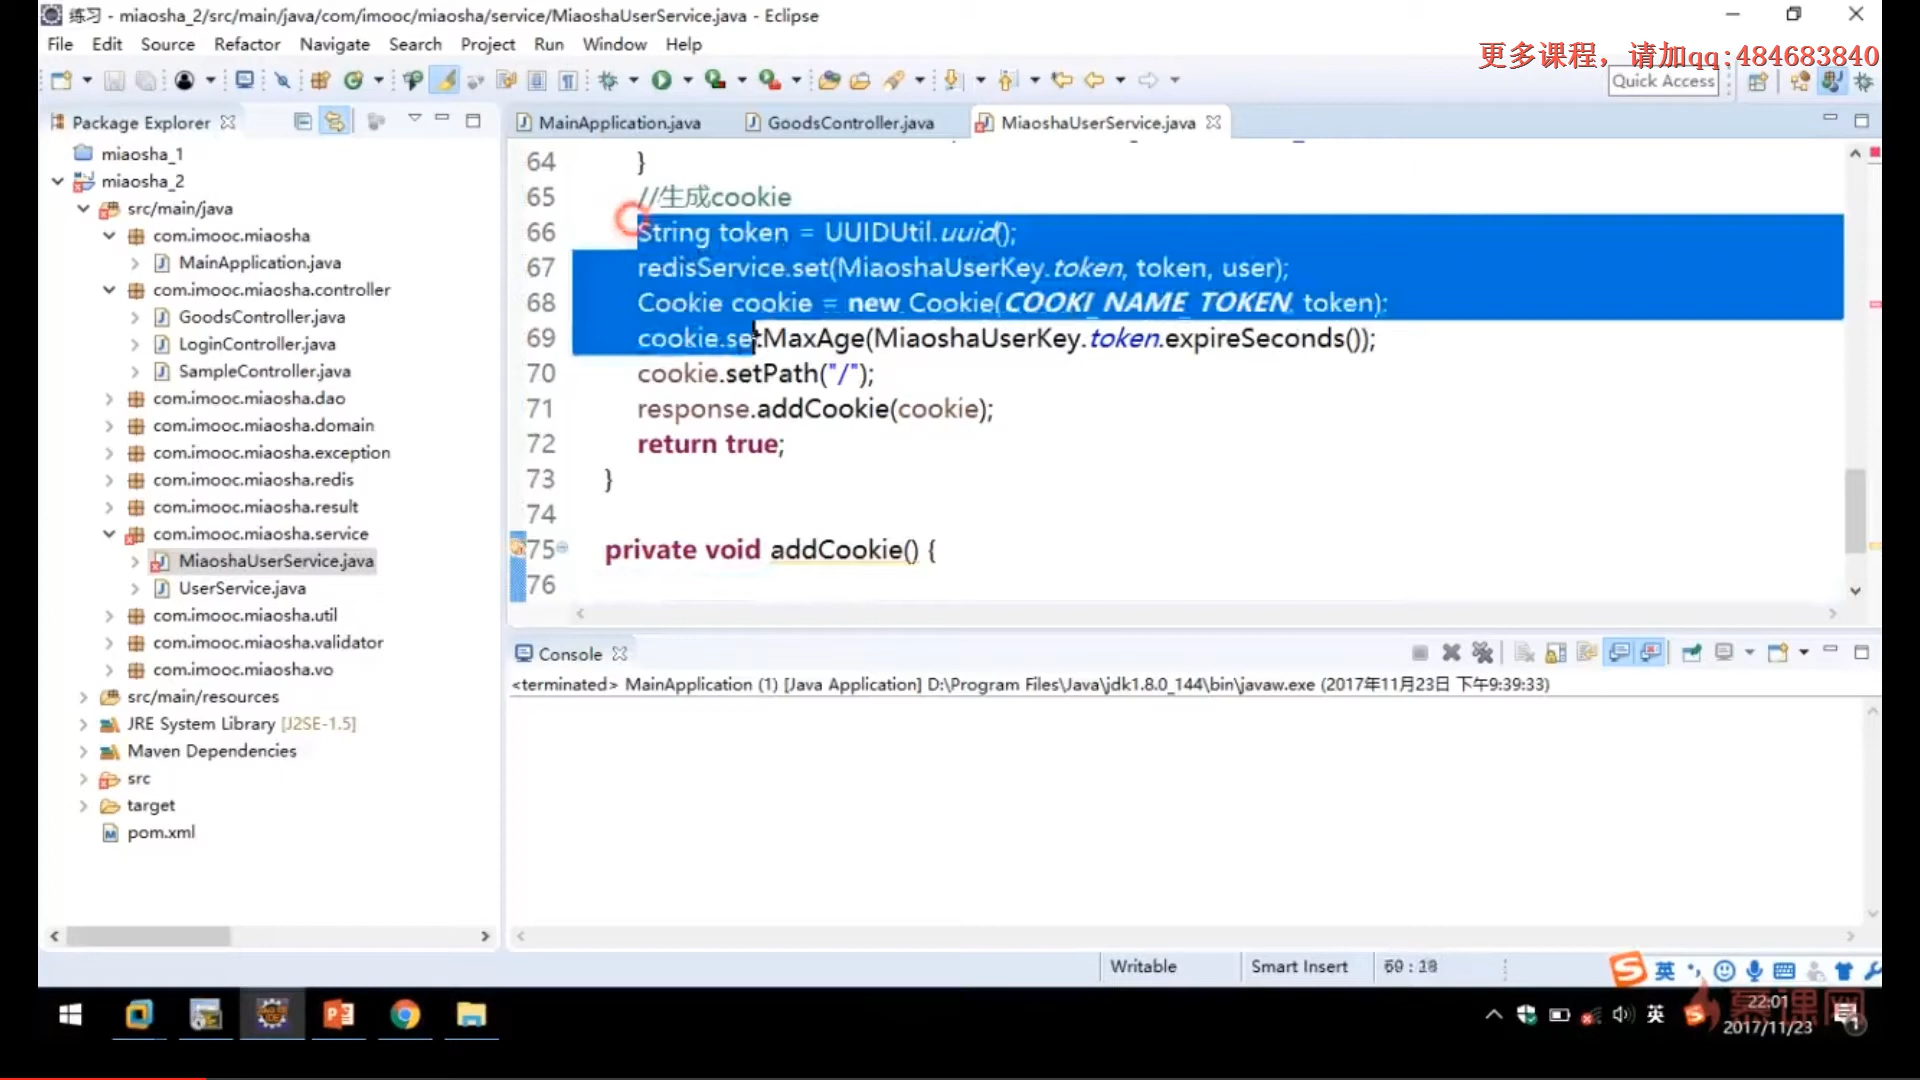 练习 - miaosha_2/src/main/java/com/imooc/miaosha/service/MiaoshaUserService.java - Eclipse
File Edit Source Refactor Navigate Search Project Run Window Help
更多课程，请加qq:484683840
Quick Access
Package Explorer
miaosha_1
miaosha_2
src/main/java
com.imooc.miaosha
MainApplication.java
com.imooc.miaosha.controller
GoodsController.java
LoginController.java
SampleController.java
com.imooc.miaosha.dao
com.imooc.miaosha.domain
com.imooc.miaosha.exception
com.imooc.miaosha.redis
com.imooc.miaosha.result
com.imooc.miaosha.service
MiaoshaUserService.java
UserService.java
com.imooc.miaosha.util
com.imooc.miaosha.validator
com.imooc.miaosha.vo
src/main/resources
JRE System Library [J2SE-1.5]
Maven Dependencies
src
target
pom.xml
MainApplication.java GoodsController.java MiaoshaUserService.java
64 }
65 //生成cookie
66 String token = UUIDUtil.uuid();
67 redisService.set(MiaoshaUserKey.token, token, user);
68 Cookie cookie = new Cookie(COOKI_NAME_TOKEN, token);
69 cookie.setMaxAge(MiaoshaUserKey.token.expireSeconds());
70 cookie.setPath("/");
71 response.addCookie(cookie);
72 return true;
73 }
74
75 private void addCookie() {
76
Console
<terminated> MainApplication (1) [Java Application] D:\Program Files\Java\jdk1.8.0_144\bin\javaw.exe (2017年11月23日 下午9:39:33)
Writable Smart Insert
英
英
22:01
2017/11/23
慕课网
1